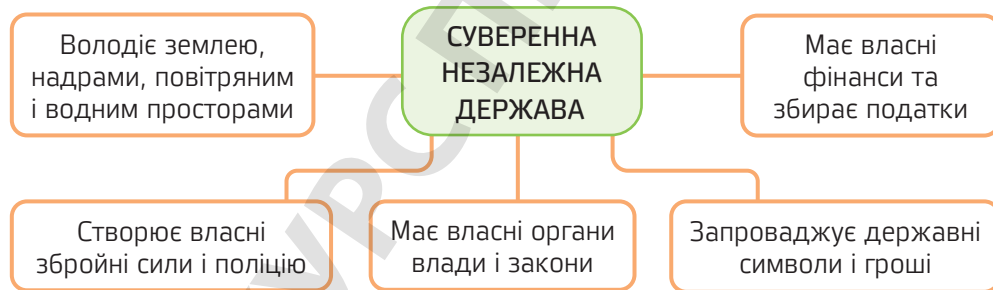 Володіє землею,
надрами, повітряним
і водним просторами
СУВЕРЕННА
НЕЗАЛЕЖНА
ДЕРЖАВА
Має власні
фінанси та
збирає податки
Створює власні
збройні сили і поліцію
Має власні органи
влади і закони
Запроваджує державні
символи і гроші